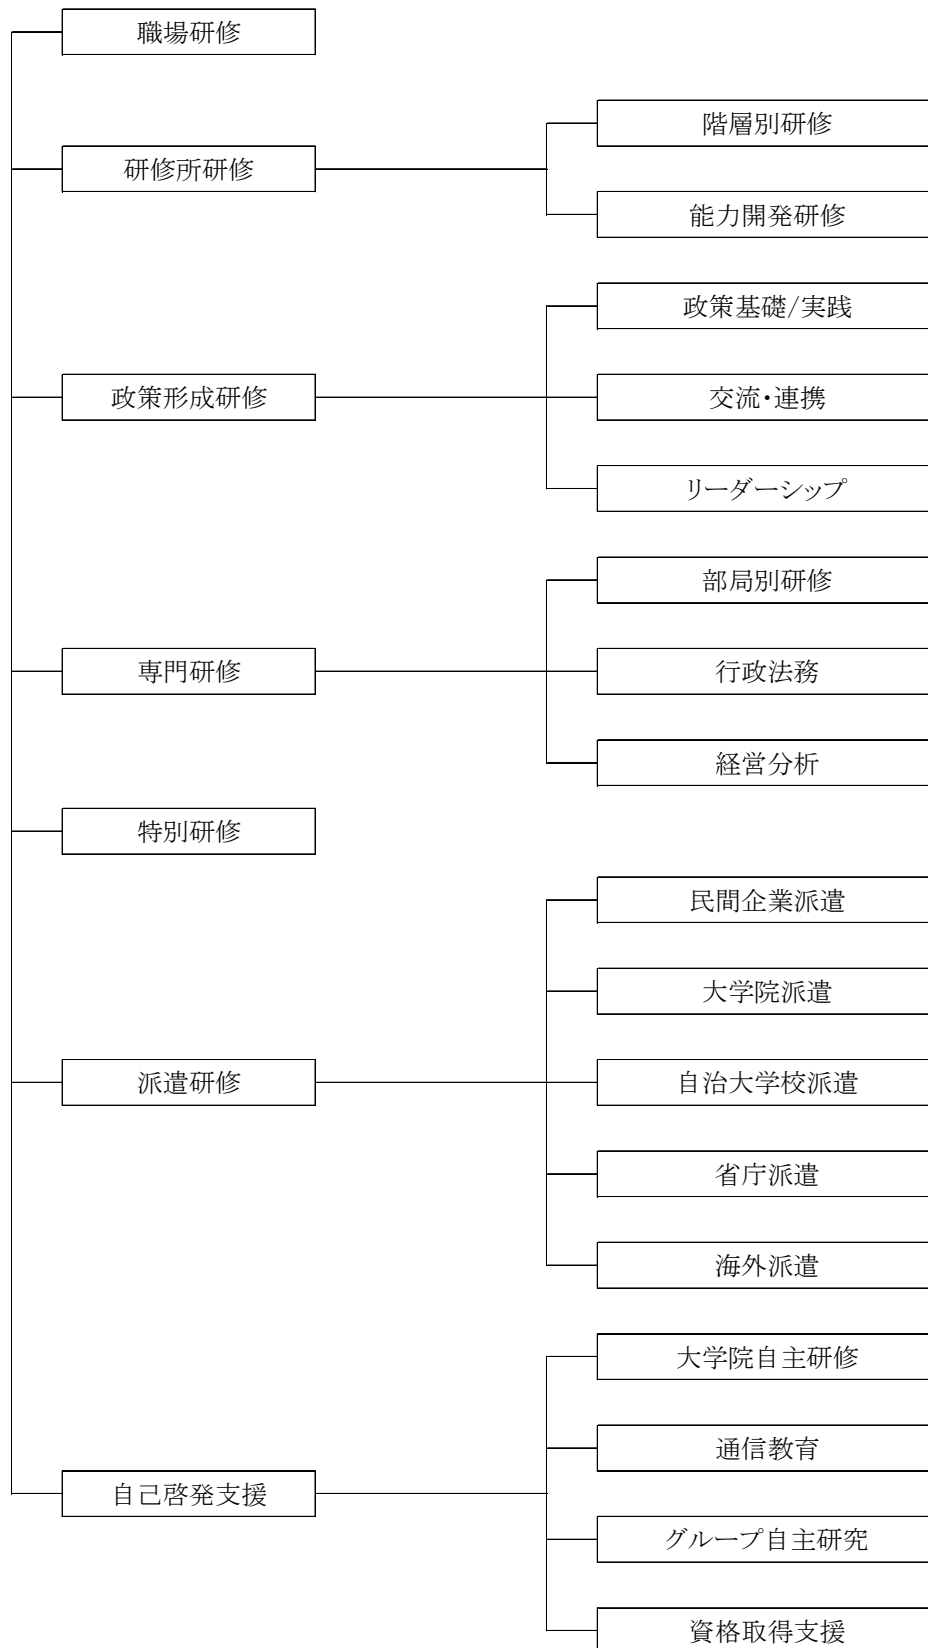 職場研修
研修所研修
階層別研修
能力開発研修
政策形成研修
政策基礎/実践
交流・連携
リーダーシップ
専門研修
部局別研修
行政法務
経営分析
特別研修
派遣研修
民間企業派遣
大学院派遣
自治大学校派遣
省庁派遣
海外派遣
自己啓発支援
大学院自主研修
通信教育
グループ自主研究
資格取得支援